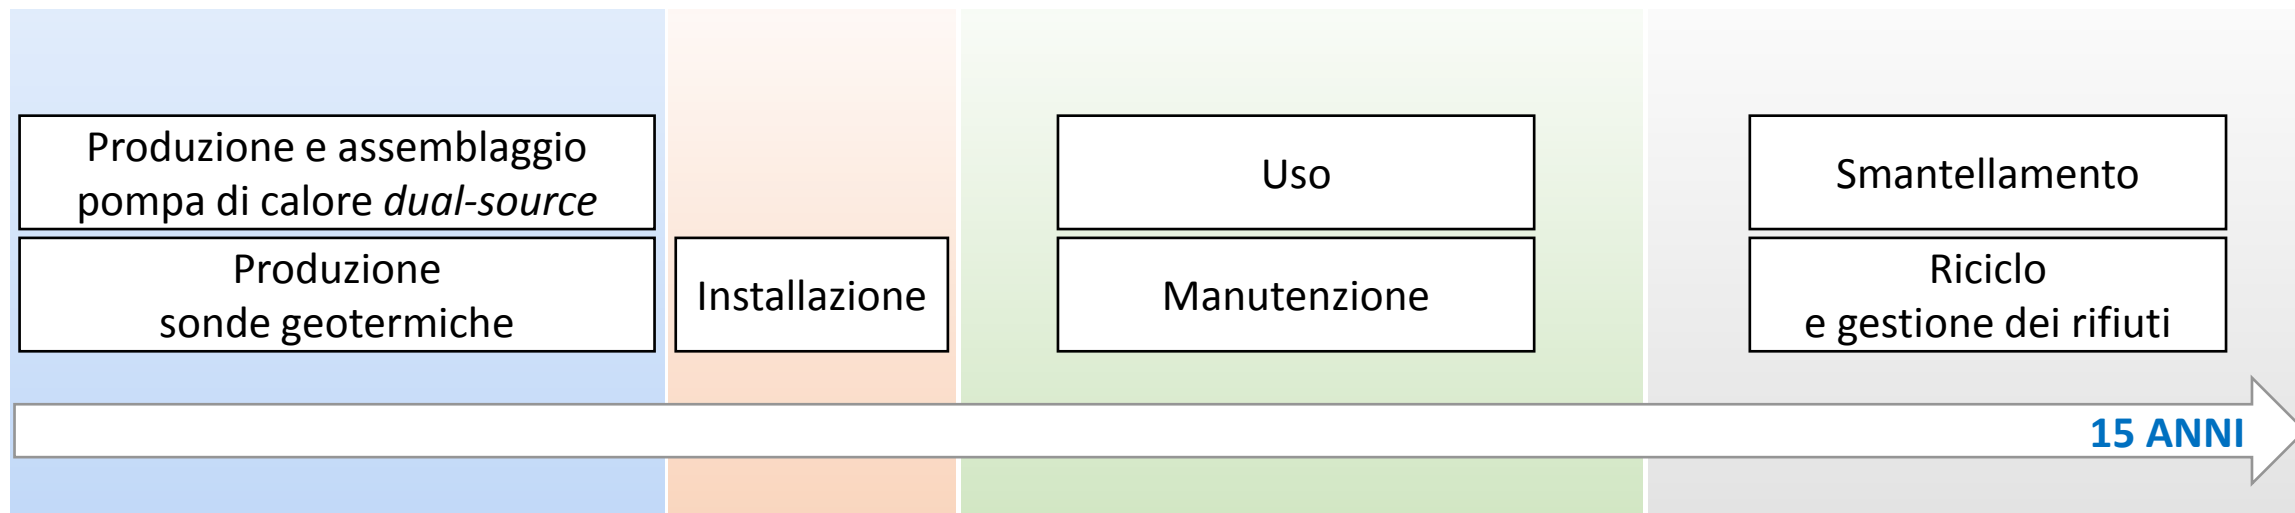 Produzione e assemblaggio
pompa di calore dual-source
Produzione
sonde geotermiche
Installazione
Uso
Manutenzione
Smantellamento
Riciclo
e gestione dei rifiuti
15 ANNI